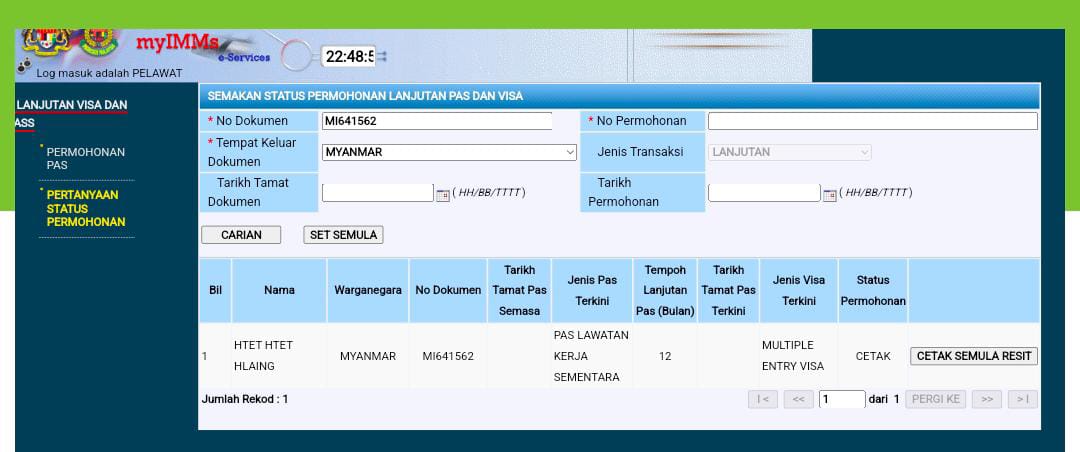 myIMMs
e-Services
22:48:5
Log masuk adalah PELAWAT
LANJUTAN VISA DAN
ASS
PERMOHONAN
PAS
PERTANYAAN
STATUS
PERMOHONAN
SEMAKAN STATUS PERMOHONAN LANJUTAN PAS DAN VISA
* No Dokumen MI641562 * No Permohonan
* Tempat Keluar
Dokumen
MYANMAR
Jenis Transaksi LANJUTAN
Tarikh Tamat
Dokumen
( HH/BB/TTTT )
Tarikh
Permohonan
( HH/BB/TTTT )
CARIAN SET SEMULA
Bil
Nama
Warganegara
No Dokumen
Tarikh
Tamat Pas
Semasa
Jenis Pas
Terkini
Tempoh
Lanjutan
Pas (Bulan)
Tarikh
Tamat Pas
Terkini
Jenis Visa
Terkini
Status
Permohonan
1
HTET HTET
HLAING
MYANMAR
MI641562
PAS LAWATAN
KERJA
SEMENTARA
12
MULTIPLE
ENTRY VISA
CETAK
CETAK SEMULA RESIT
Jumlah Rekod : 1
I < << 1 dari 1 PERGI KE >> > I